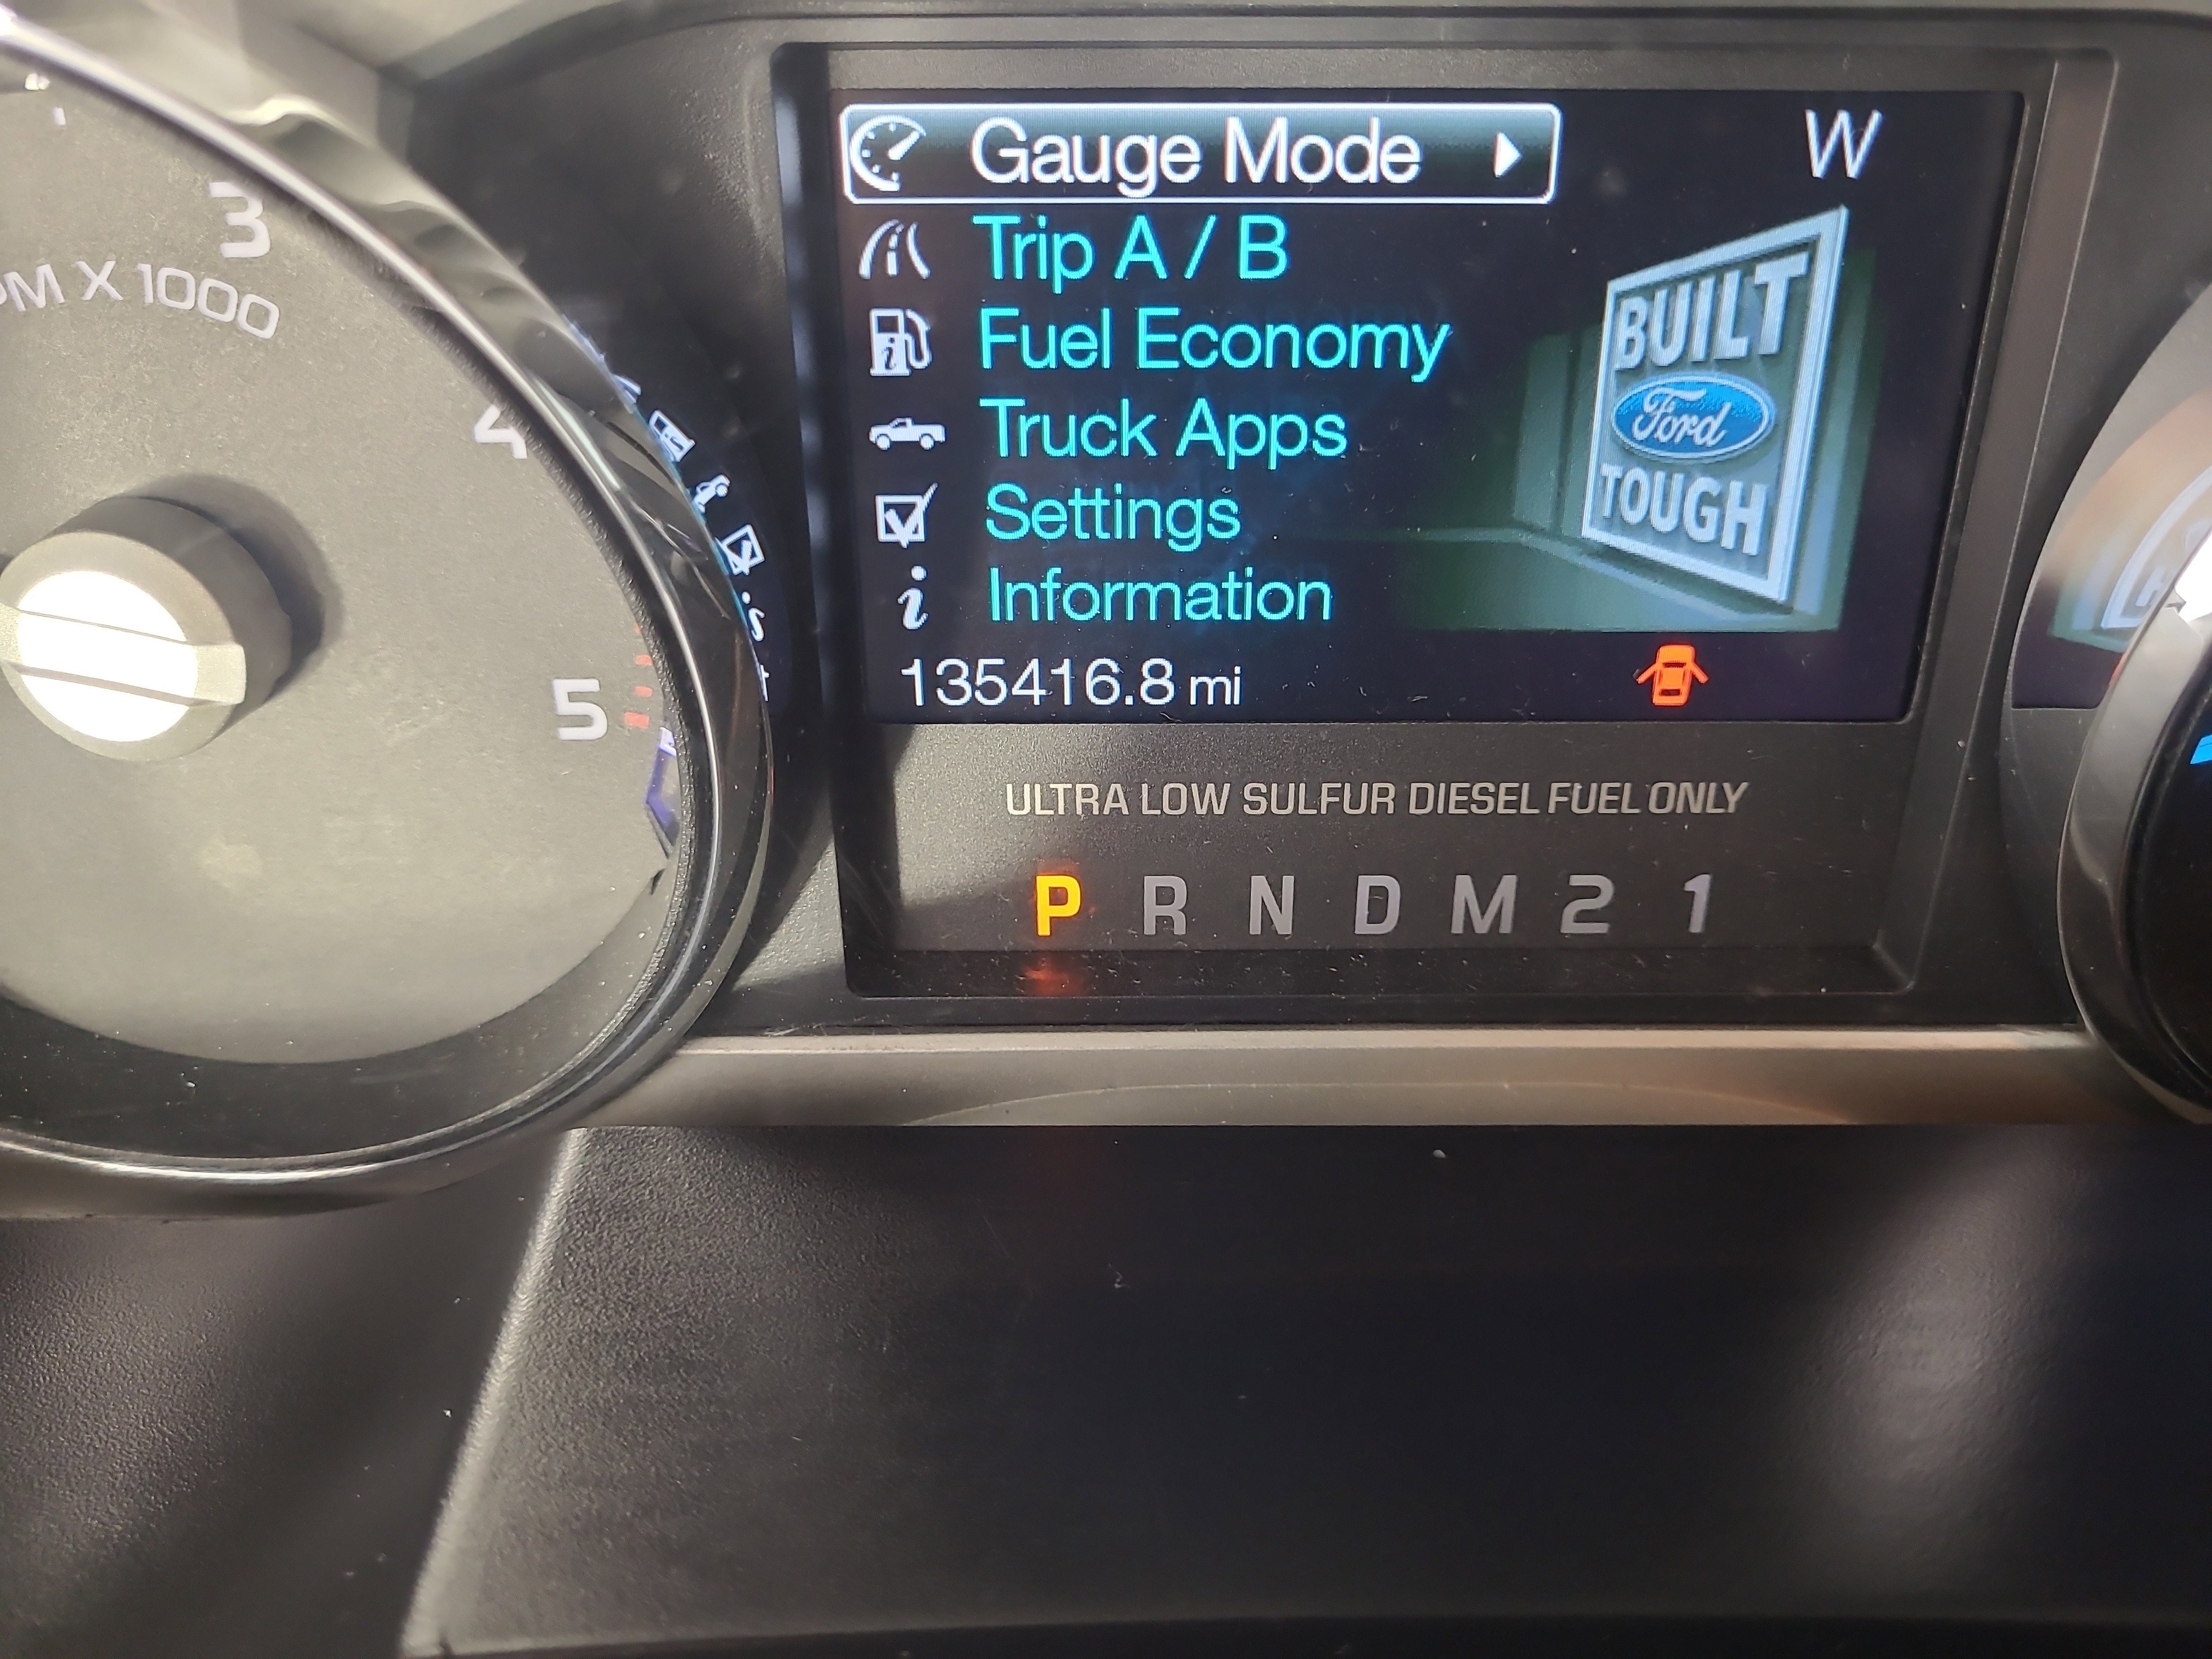 Gauge Mode
W
Trip A / B
Fuel Economy
Truck Apps
Settings
Information
BUILT
Ford
TOUGH
135416.8 mi
ULTRA LOW SULFUR DIESEL FUEL ONLY
P R N D M 2 1
3
X 1000
4
5